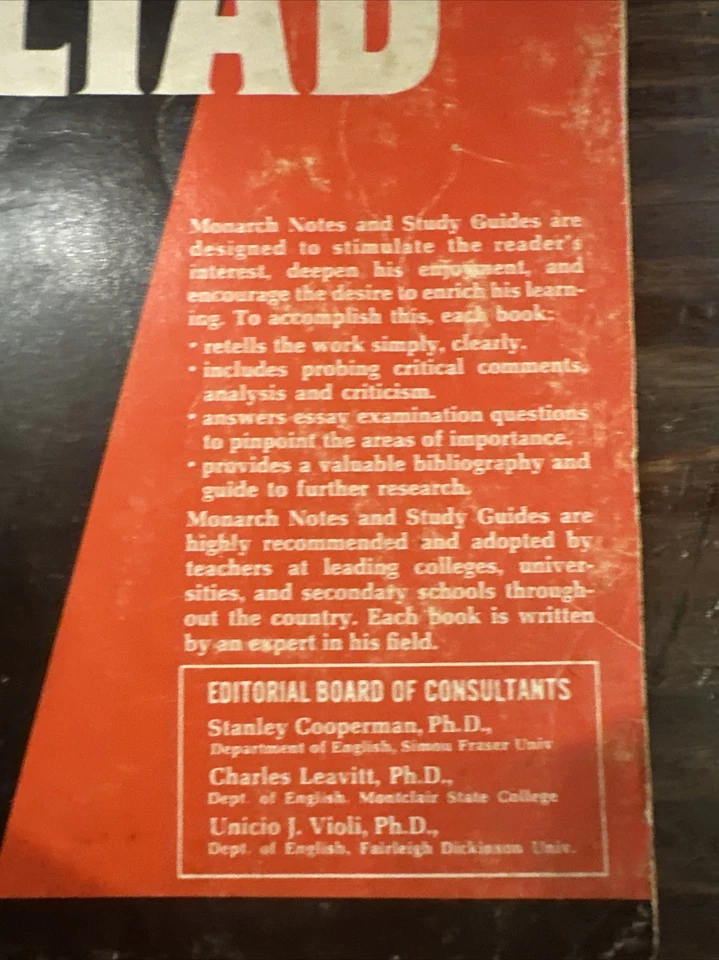 LIAD
Monarch Notes and Study Guides are
designed to stimulate the reader's
interest, deepen his enjoyment, and
encourage the desire to enrich his learn-
ing. To accomplish this, each book:
• retells the work simply, clearly.
• includes probing critical comments,
analysis and criticism.
• answers essay examination questions
to pinpoint the areas of importance.
• provides a valuable bibliography and
guide to further research.
Monarch Notes and Study Guides are
highly recommended and adopted by
teachers at leading colleges, univer-
sities, and secondary schools through-
out the country. Each book is written
by an expert in his field.
EDITORIAL BOARD OF CONSULTANTS
Stanley Cooperman, Ph.D.,
Department of English, Simon Fraser Univ
Charles Leavitt, Ph.D.,
Dept. of English, Montclair State College
Unicio J. Violi, Ph.D.,
Dept. of English, Fairleigh Dickinson Univ.